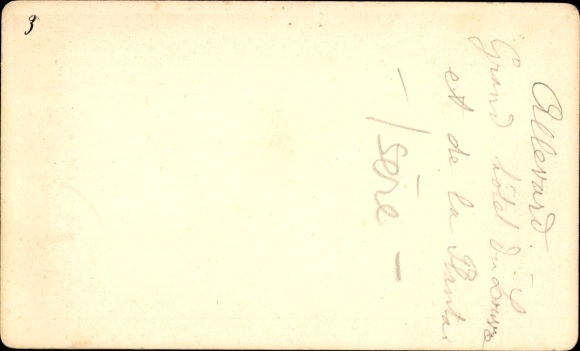 3
Allevard
Grand hôtel du Louvre
et de la Planta
- Isère -